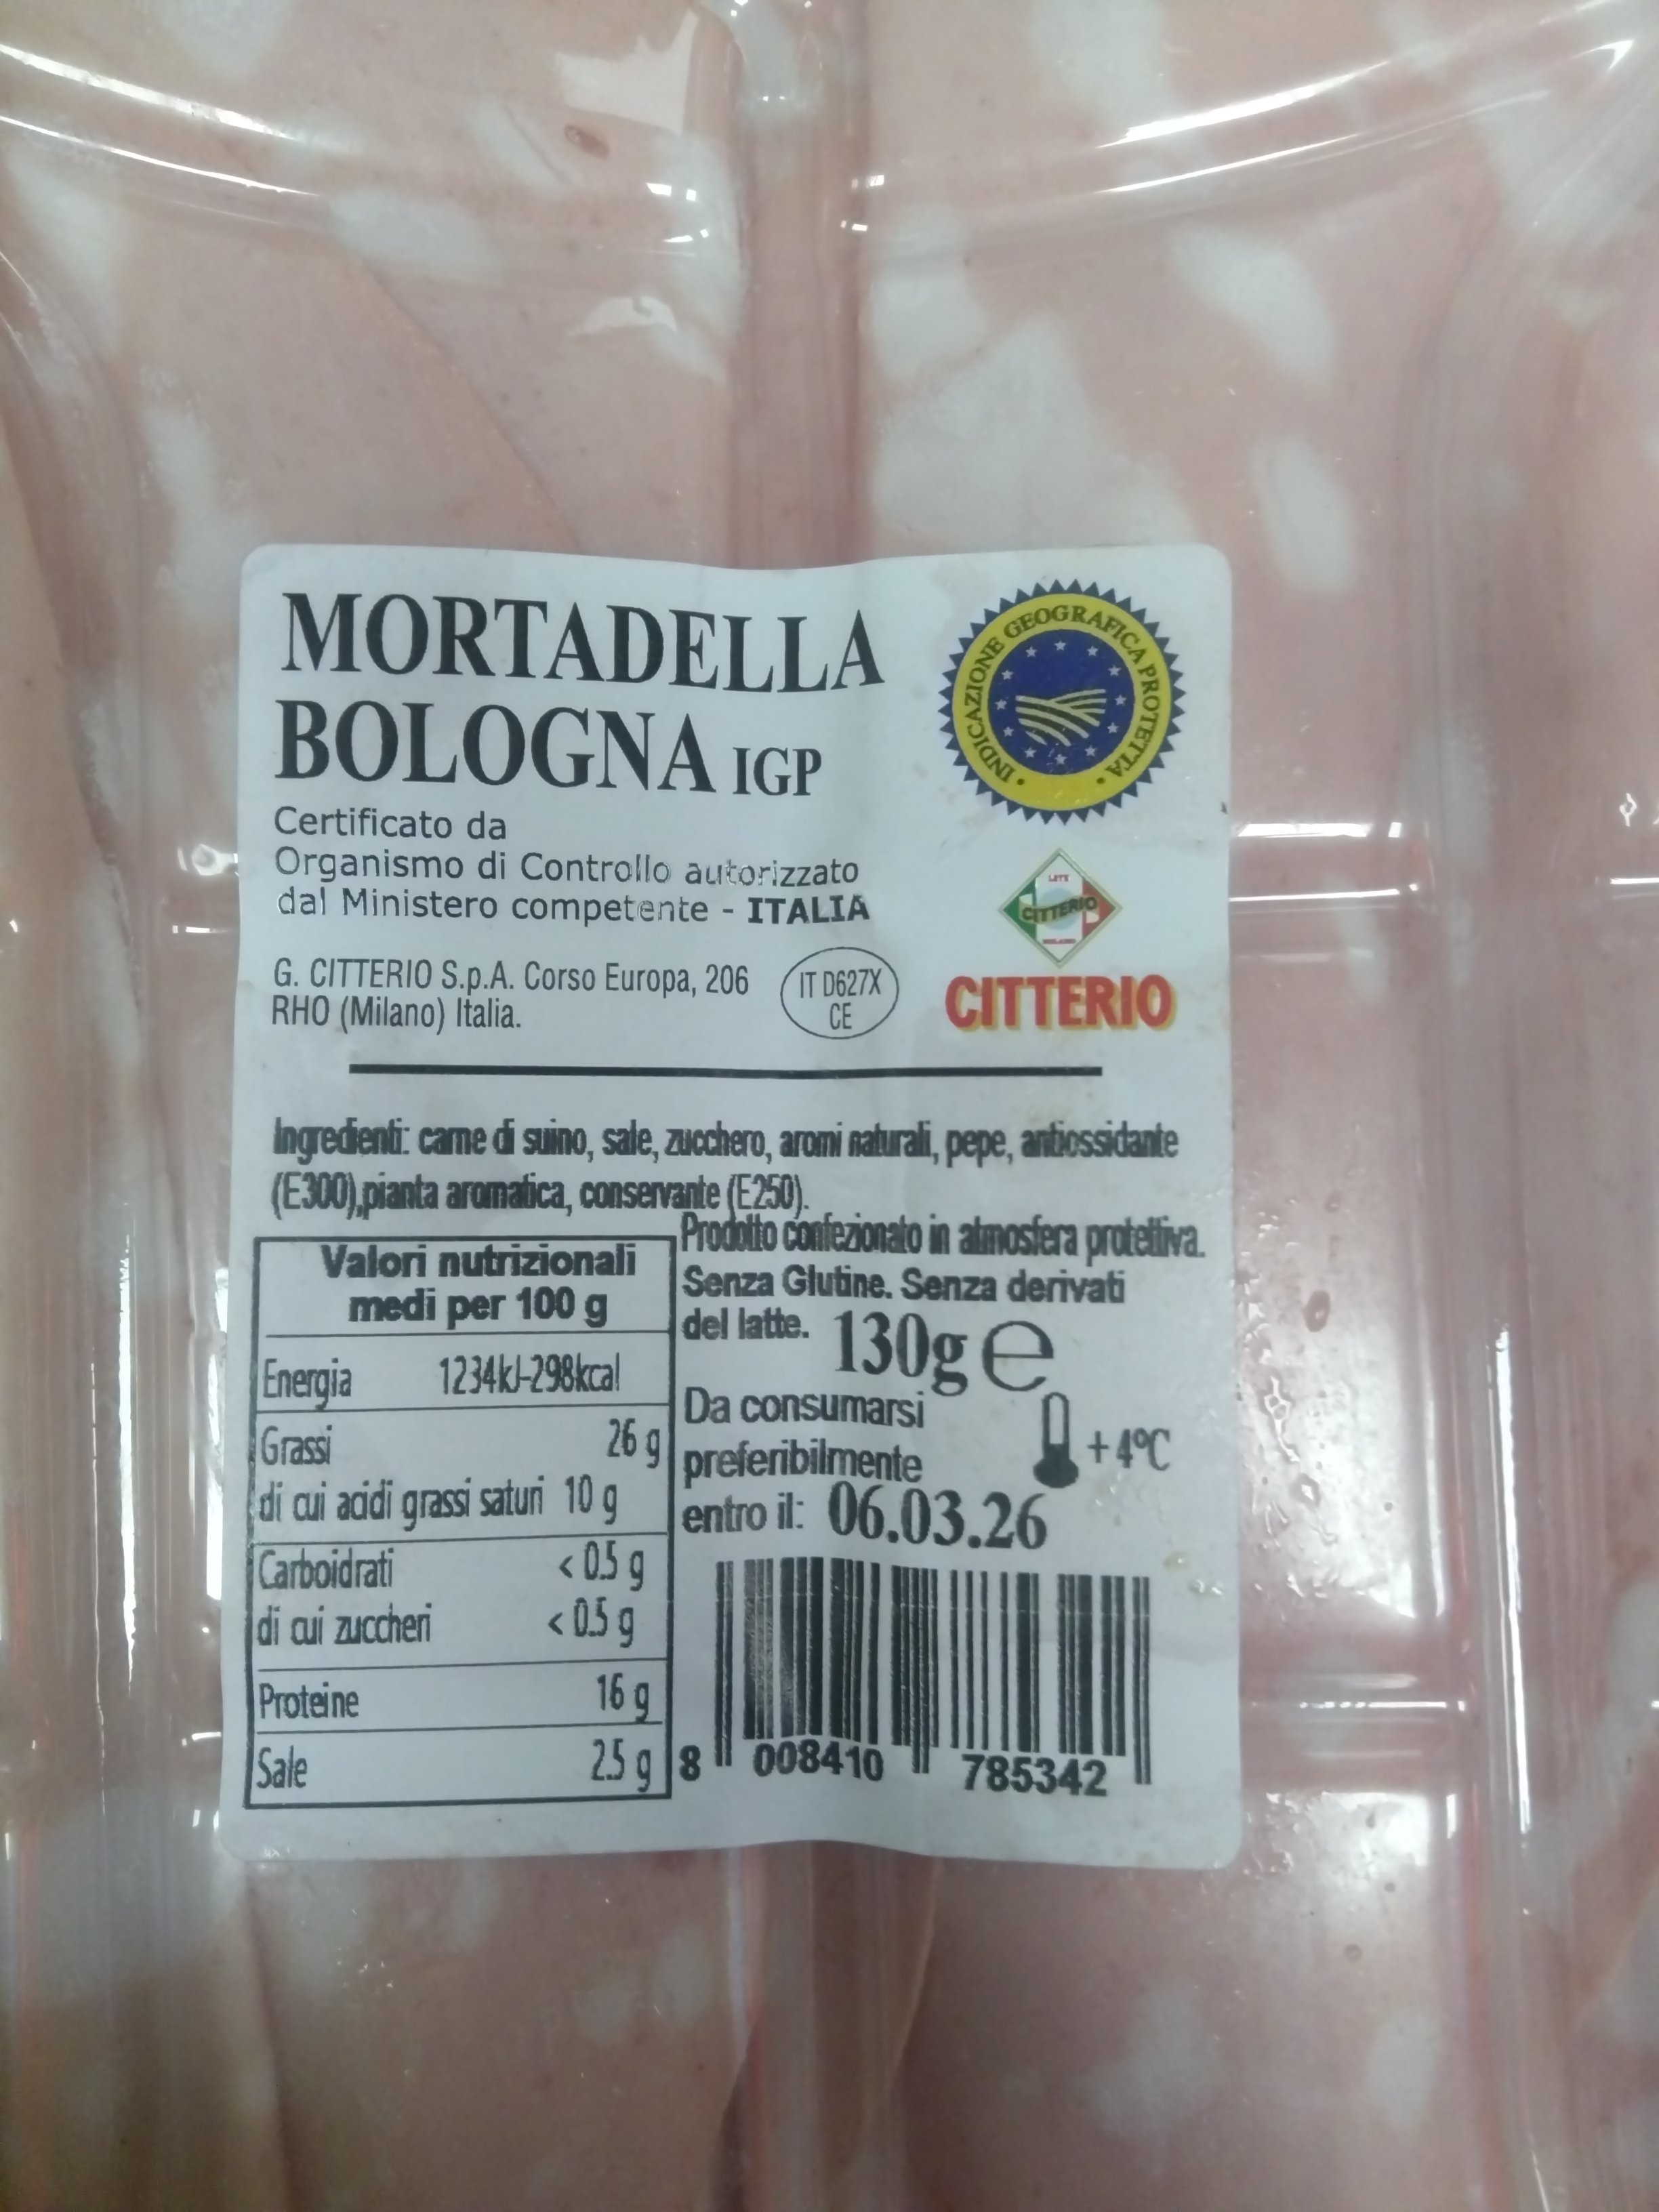 MORTADELLA
BOLOGNA IGP
INDICAZIONE GEOGRAFICA PROTETTA
Certificato da
Organismo di Controllo autorizzato
dal Ministero competente - ITALIA
G. CITTERIO S.p.A. Corso Europa, 206
RHO (Milano) Italia.
IT D627X
CE
CITTERIO
CITTERIO
Ingredienti: carne di suino, sale, zucchero, aromi naturali, pepe, antiossidante
(E300),pianta aromatica, conservante (E250).
Prodotto confezionato in atmosfera protettiva.
Senza Glutine. Senza derivati
del latte. 130g e
Da consumarsi
preferibilmente
entro il: 06.03.26
+4°C
Valori nutrizionali
medi per 100 g
Energia 1234kJ-298kcal
Grassi 26 g
di cui acidi grassi saturi 10 g
Carboidrati < 0.5 g
di cui zuccheri < 0.5 g
Proteine 16 g
Sale 2.5 g
8 008410 785342